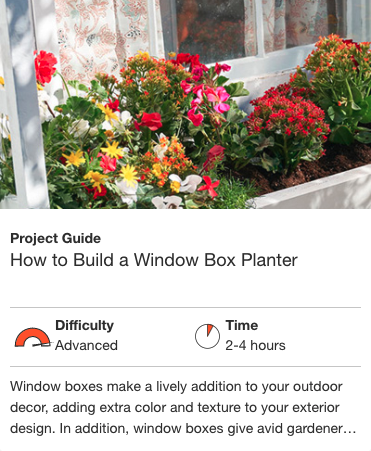 Project Guide
How to Build a Window Box Planter
Difficulty
Advanced
Time
2-4 hours
Window boxes make a lively addition to your outdoor
decor, adding extra color and texture to your exterior
design. In addition, window boxes give avid gardener…